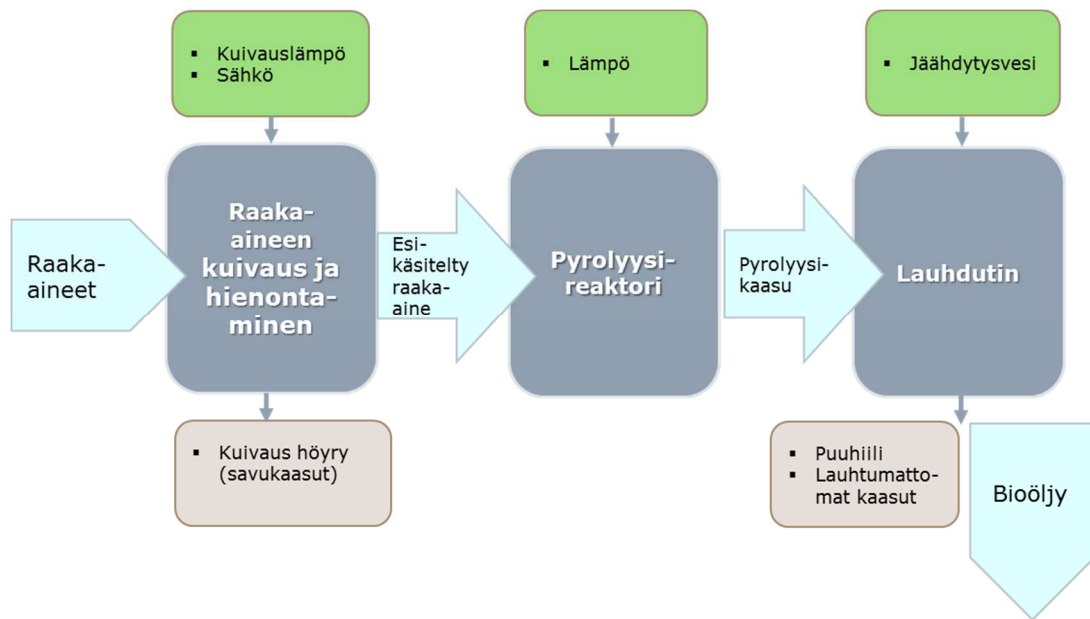 ▪ Kuivauslämpö
▪ Sähkö
▪ Lämpö
▪ Jäähdytysvesi
Raaka-
aineet
Raaka-
aineen
kuivaus ja
hienonta-
minen
Esi-
käsitelty
raaka-
aine
Pyrolyysi-
reaktori
Pyrolyysi-
kaasu
Lauhdutin
▪ Kuivaus höyry
(savukaasut)
▪ Puuhiili
▪ Lauhtumatto-
mat kaasut
Bioöljy